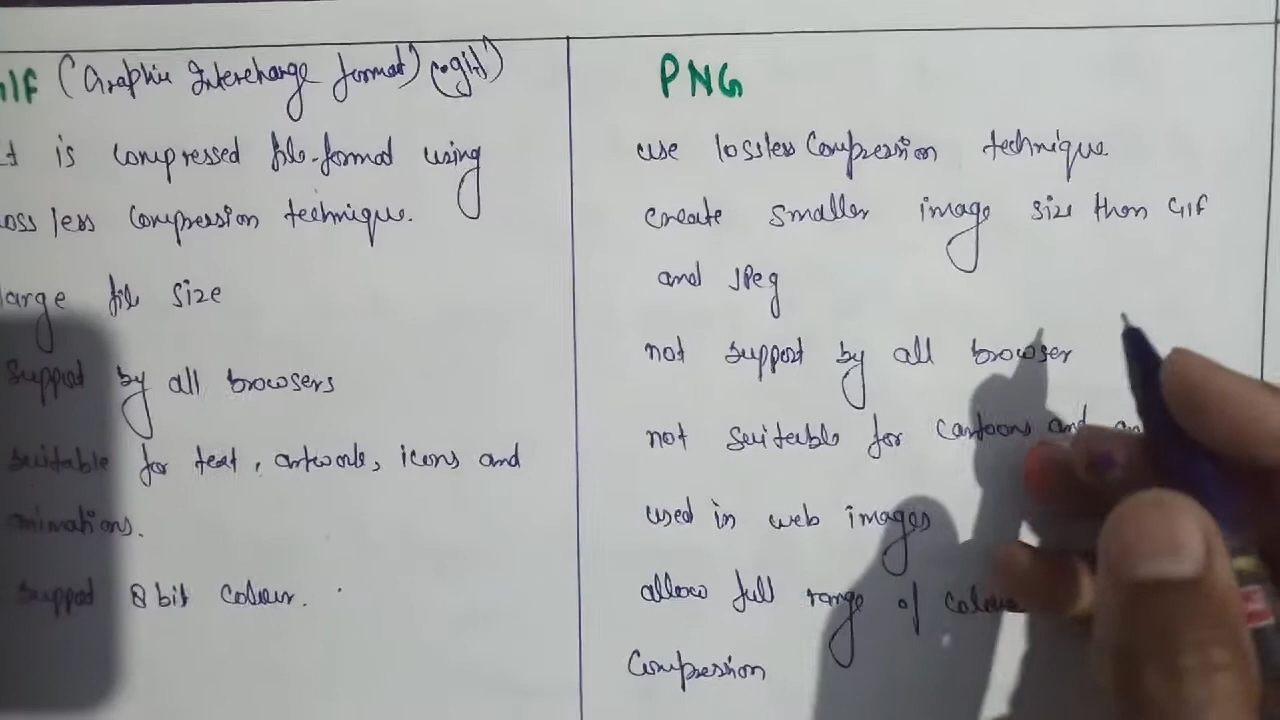 GIF (Graphic Interchange format) (.gif)
It is compressed file-format using
loss less compression technique.
large file size
support by all browsers
suitable for text, artwork, icons and
animations.
support 8 bit colour.
PNG
use lossless Compression technique
create smaller image size than GIF
and JPeg
not support by all browser
not suitable for cartoons and
used in web images
allow full range of colour
Compression